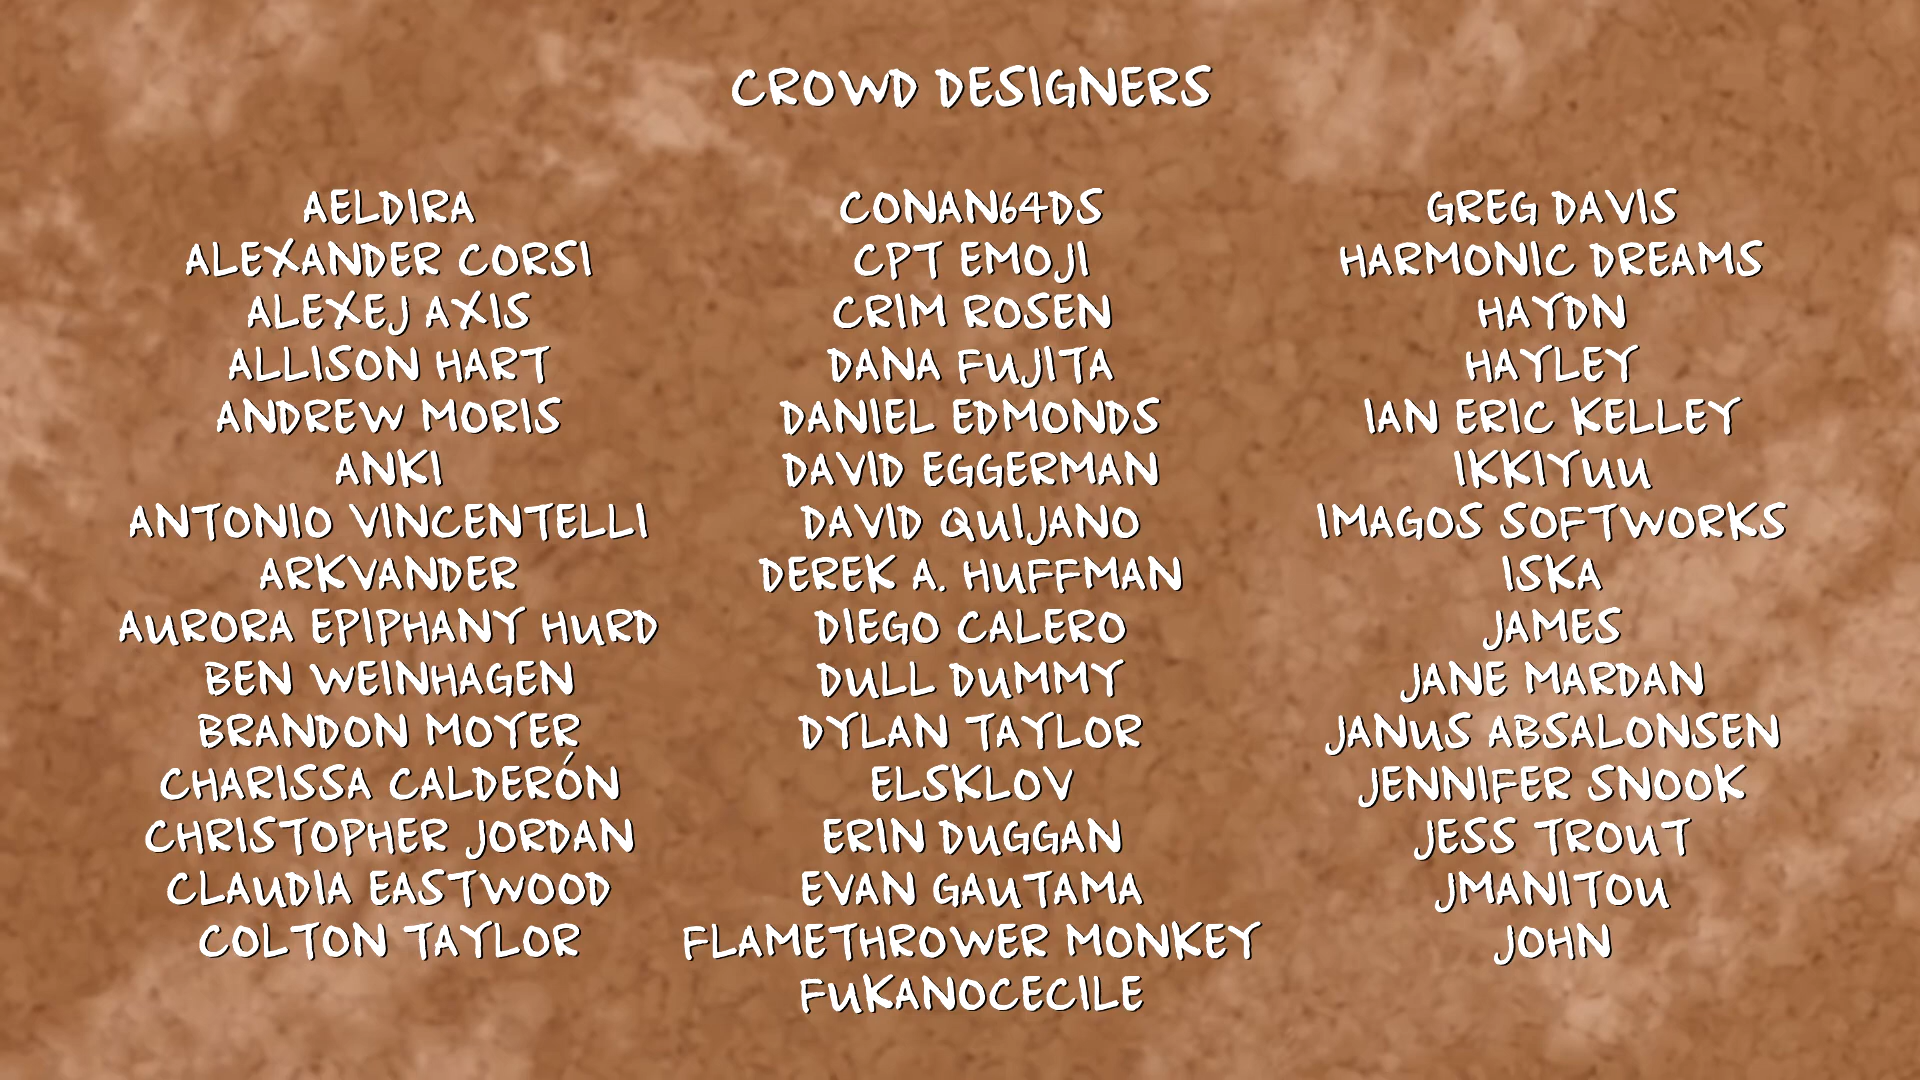 CROWD DESIGNERS
AELDIRA
ALEXANDER CORSI
ALEXEJ AXIS
ALLISON HART
ANDREW MORIS
ANKI
ANTONIO VINCENTELLI
ARKVANDER
AURORA EPIPHANY HURD
BEN WEINHAGEN
BRANDON MOYER
CHARISSA CALDERÓN
CHRISTOPHER JORDAN
CLAUDIA EASTWOOD
COLTON TAYLOR
CONAN64DS
CPT EMOJI
CRIM ROSEN
DANA FUJITA
DANIEL EDMONDS
DAVID EGGERMAN
DAVID QUIJANO
DEREK A. HUFFMAN
DIEGO CALERO
DULL DUMMY
DYLAN TAYLOR
ELSKLOV
ERIN DUGGAN
EVAN GAUTAMA
FLAMETHROWER MONKEY
FUKANOCECILE
GREG DAVIS
HARMONIC DREAMS
HAYDN
HAYLEY
IAN ERIC KELLEY
IKKIYUU
IMAGOS SOFTWORKS
ISKA
JAMES
JANE MARDAN
JANUS ABSALONSEN
JENNIFER SNOOK
JESS TROUT
JMANITOU
JOHN